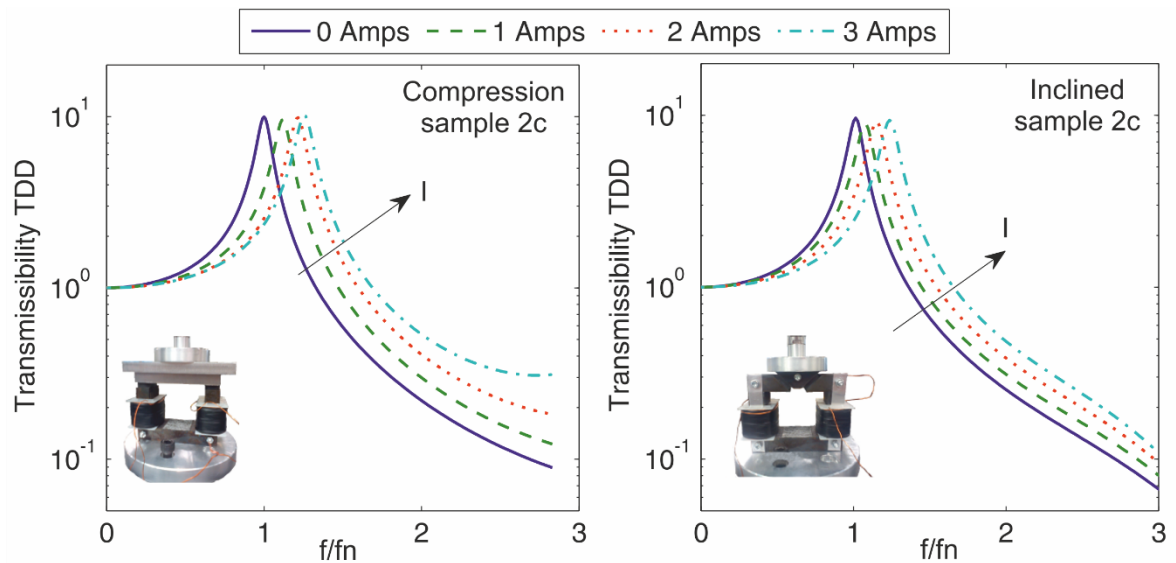 0 Amps 1 Amps 2 Amps 3 Amps
Compression
sample 2c
Transmissibility TDD
10^1
10^0
10^-1
I
0 1 2 3
f/fn
Inclined
sample 2c
Transmissibility TDD
10^1
10^0
10^-1
I
0 1 2 3
f/fn